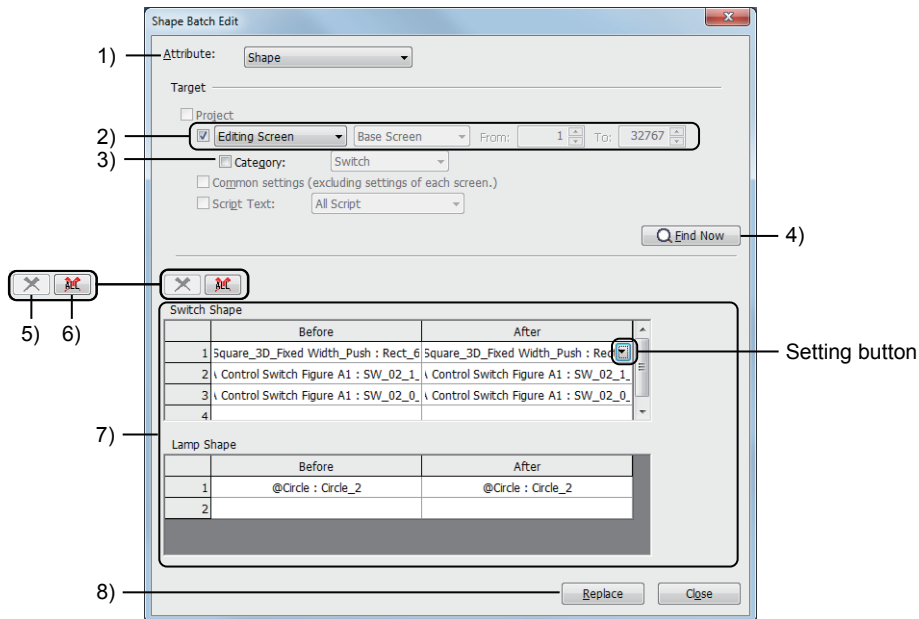 Shape Batch Edit
1) Attribute: Shape
Target
Project
2) Editing Screen Base Screen From: 1 To: 32767
3) Category: Switch
Common settings (excluding settings of each screen.)
Script Text: All Script
Find Now 4)
ALL ALL
5) 6)
Switch Shape
Before After
1 Square_3D_Fixed Width_Push : Rect_6 Square_3D_Fixed Width_Push : Rect Setting button
2 A Control Switch Figure A1 : SW_02_1_ A Control Switch Figure A1 : SW_02_1_
3 A Control Switch Figure A1 : SW_02_0_ A Control Switch Figure A1 : SW_02_0_
4
7)
Lamp Shape
Before After
1 @Circle : Circle_2 @Circle : Circle_2
2
8) Replace Close